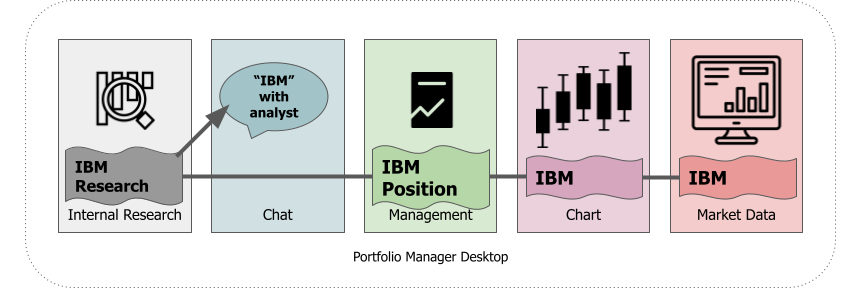 “IBM”
with
analyst
IBM
Research
IBM
Position
IBM
IBM
Internal Research
Chat
Management
Chart
Market Data
Portfolio Manager Desktop